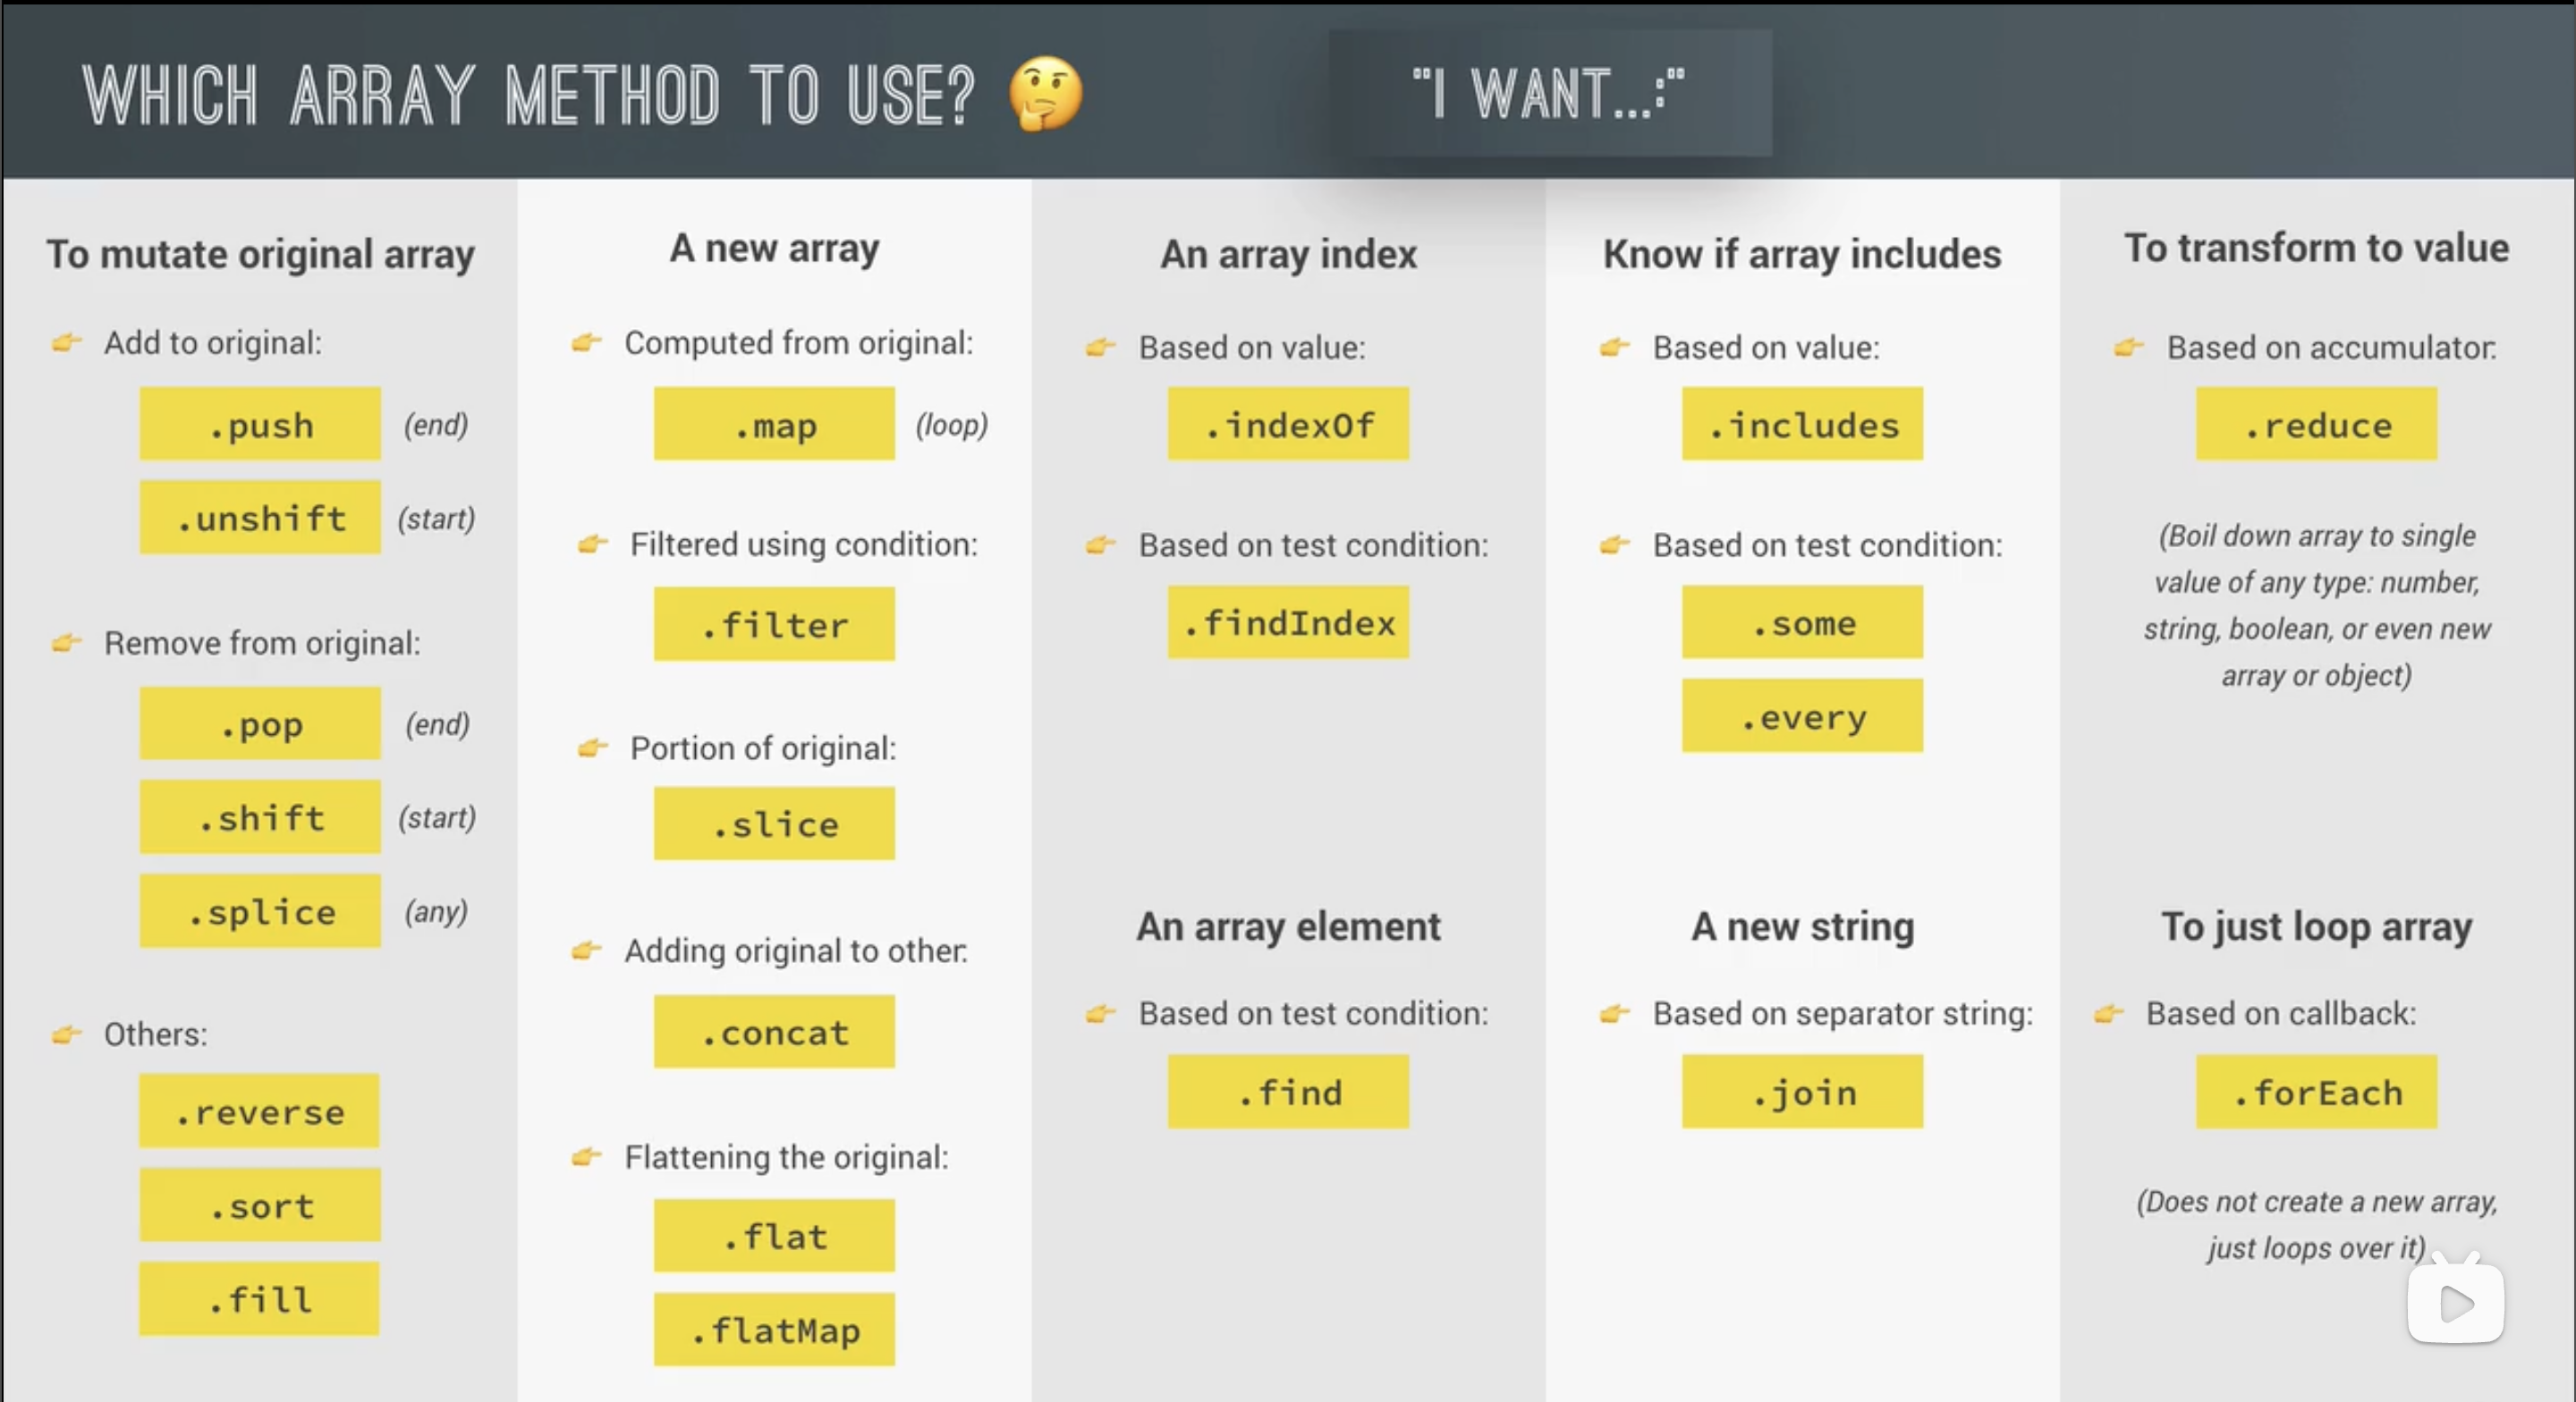 WHICH ARRAY METHOD TO USE? 🤔
"I WANT...:"
To mutate original array
👉 Add to original:
.push (end)
.unshift (start)
👉 Remove from original:
.pop (end)
.shift (start)
.splice (any)
👉 Others:
.reverse
.sort
.fill
A new array
👉 Computed from original:
.map (loop)
👉 Filtered using condition:
.filter
👉 Portion of original:
.slice
👉 Adding original to other:
.concat
👉 Flattening the original:
.flat
.flatMap
An array index
👉 Based on value:
.indexOf
👉 Based on test condition:
.findIndex
An array element
👉 Based on test condition:
.find
Know if array includes
👉 Based on value:
.includes
👉 Based on test condition:
.some
.every
A new string
👉 Based on separator string:
.join
To transform to value
👉 Based on accumulator:
.reduce
(Boil down array to single
value of any type: number,
string, boolean, or even new
array or object)
To just loop array
👉 Based on callback:
.forEach
(Does not create a new array,
just loops over it)